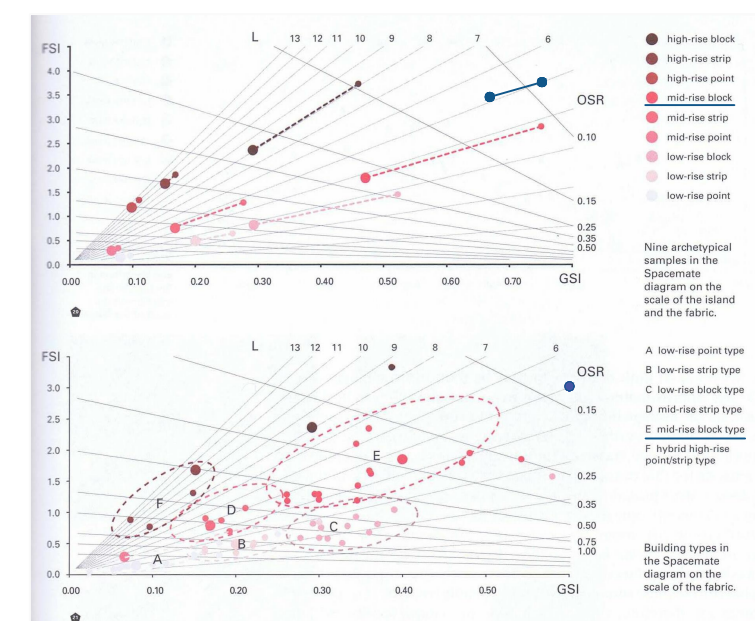 FSI
L
13 12 11 10 9 8 7 6
4.0
3.5
3.0
2.5
2.0
1.5
1.0
0.5
0.0
OSR
0.10
0.15
0.25
0.35
0.50
0.00 0.10 0.20 0.30 0.40 0.50 0.60 0.70
GSI
20
high-rise block
high-rise strip
high-rise point
mid-rise block
mid-rise strip
mid-rise point
low-rise block
low-rise strip
low-rise point
Nine archetypical
samples in the
Spacemate
diagram on the
scale of the island
and the fabric.
FSI
L
13 12 11 10 9 8 7 6
3.0
2.5
2.0
1.5
1.0
0.5
0.0
OSR
0.15
0.25
0.35
0.50
0.75
1.00
E
F
D
C
B
A
0.00 0.10 0.20 0.30 0.40 0.50
GSI
A low-rise point type
B low-rise strip type
C low-rise block type
D mid-rise strip type
E mid-rise block type
F hybrid high-rise
point/strip type
Building types in
the Spacemate
diagram on the
scale of the fabric.